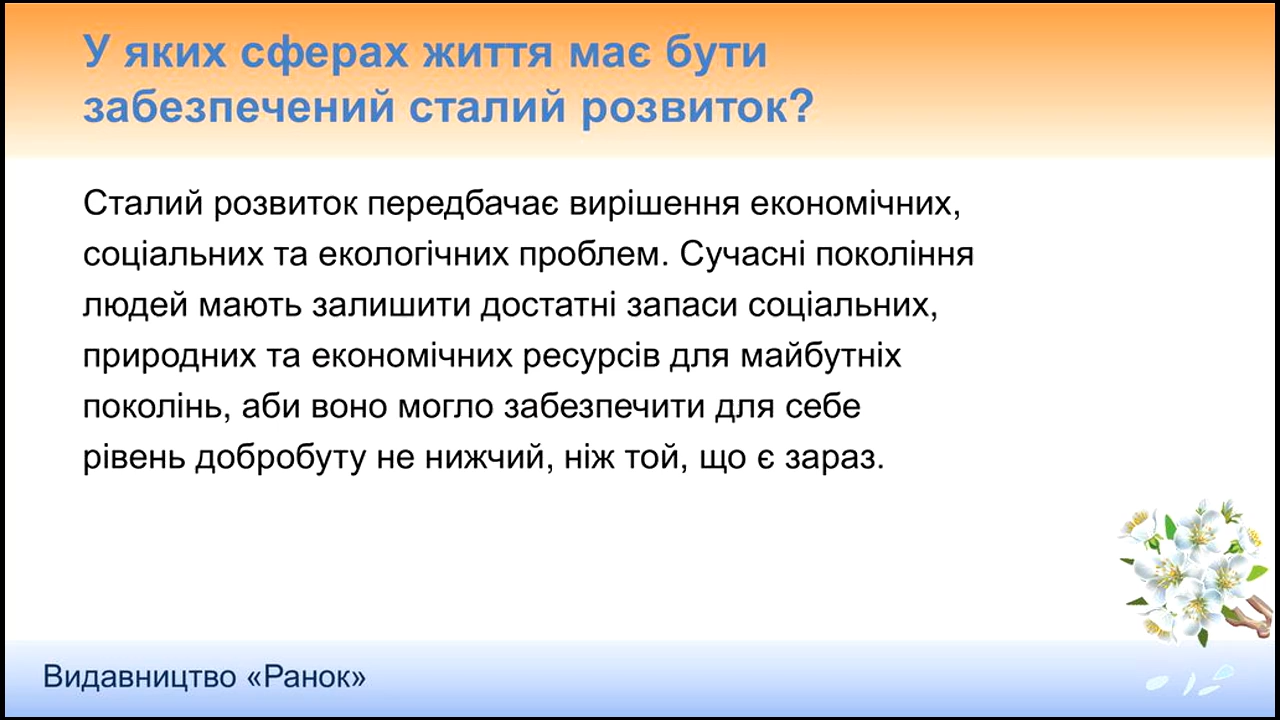 У яких сферах життя має бути
забезпечений сталий розвиток?
Сталий розвиток передбачає вирішення економічних,
соціальних та екологічних проблем. Сучасні покоління
людей мають залишити достатні запаси соціальних,
природних та економічних ресурсів для майбутніх
поколінь, аби воно могло забезпечити для себе
рівень добробуту не нижчий, ніж той, що є зараз.
Видавництво «Ранок»